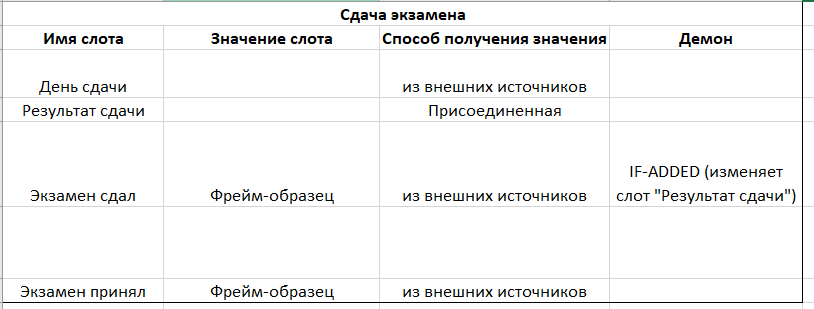 Сдача экзамена
Имя слота Значение слота Способ получения значения Демон
День сдачи из внешних источников
Результат сдачи Присоединенная
IF-ADDED (изменяет
Экзамен сдал Фрейм-образец из внешних источников слот "Результат сдачи")
Экзамен принял Фрейм-образец из внешних источников